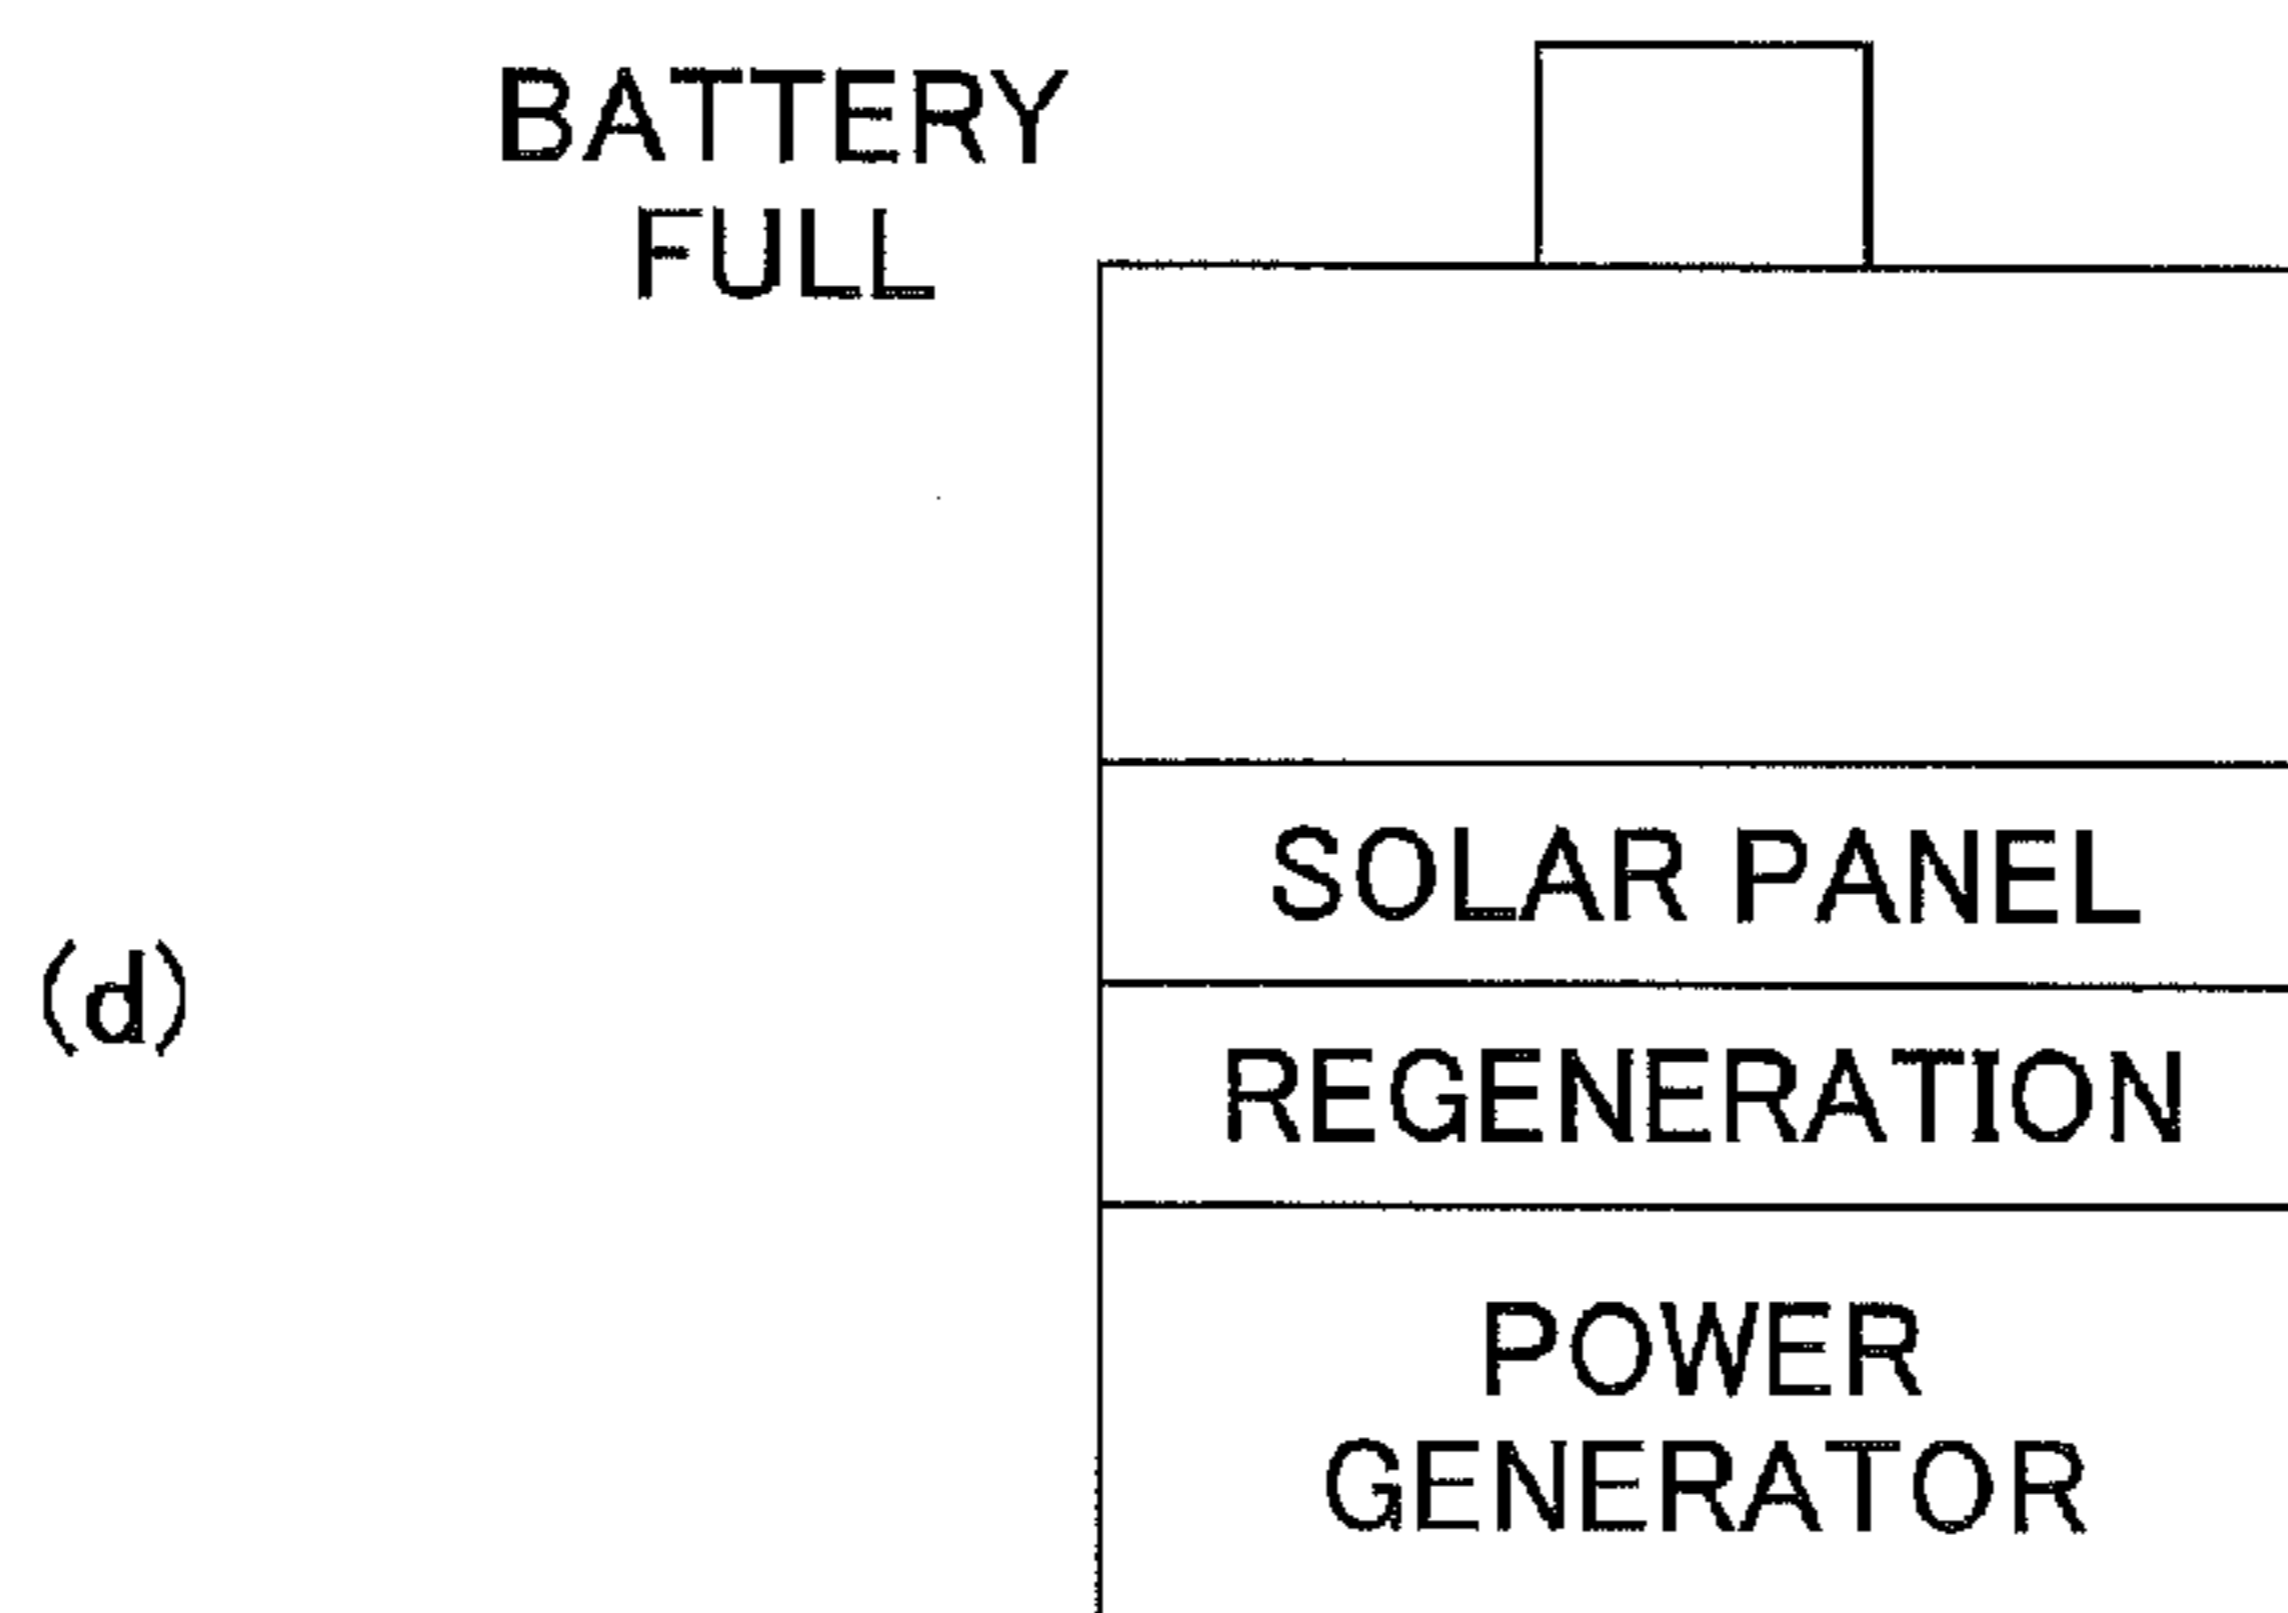 BATTERY
FULL
SOLAR PANEL
(d)
REGENERATION
POWER
GENERATOR